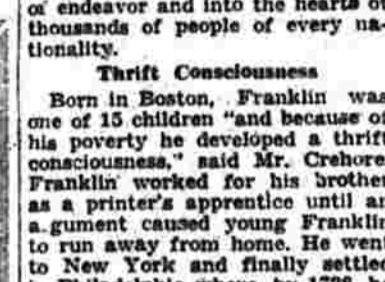 of endeavor and into the hearts of
thousands of people of every na-
tionality.
Thrift Consciousness
Born in Boston, Franklin was
one of 15 children "and because of
his poverty he developed a thrift
consciousness," said Mr. Crehore.
Franklin worked for his brother
as a printer's apprentice until an
a.gument caused young Franklin
to run away from home. He went
to New York and finally settled